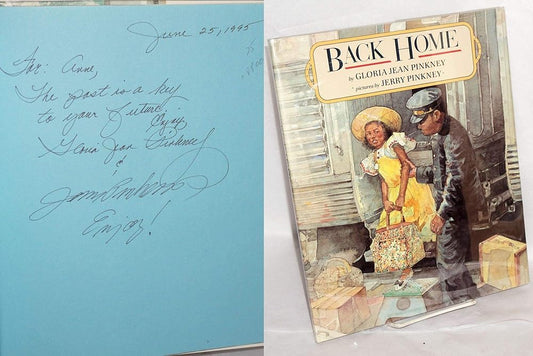 June 25, 1995
For: Anne,
The past is a key
to your future.
Enjoy
Gloria Jean Pinkney
&
Jerry Pinkney
Enjoy!
BACK HOME
by GLORIA JEAN PINKNEY
pictures by JERRY PINKNEY